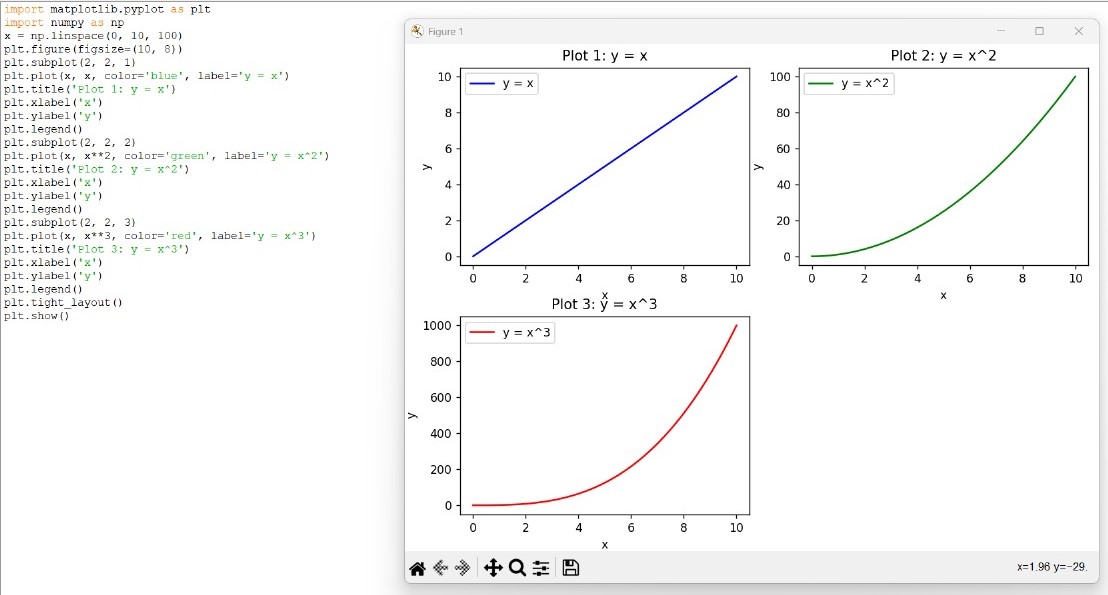 import matplotlib.pyplot as plt
import numpy as np
x = np.linspace(0, 10, 100)
plt.figure(figsize=(10, 8))
plt.subplot(2, 2, 1)
plt.plot(x, x, color='blue', label='y = x')
plt.title('Plot 1: y = x')
plt.xlabel('x')
plt.ylabel('y')
plt.legend()
plt.subplot(2, 2, 2)
plt.plot(x, x**2, color='green', label='y = x^2')
plt.title('Plot 2: y = x^2')
plt.xlabel('x')
plt.ylabel('y')
plt.legend()
plt.subplot(2, 2, 3)
plt.plot(x, x**3, color='red', label='y = x^3')
plt.title('Plot 3: y = x^3')
plt.xlabel('x')
plt.ylabel('y')
plt.legend()
plt.tight_layout()
plt.show()
Figure 1
Plot 1: y = x
y = x
10
8
6
4
2
0
y
0 2 4 6 8 10
x
Plot 2: y = x^2
y = x^2
100
80
60
40
20
0
y
0 2 4 6 8 10
x
Plot 3: y = x^3
y = x^3
1000
800
600
400
200
0
y
0 2 4 6 8 10
x
x=1.96 y=−29.